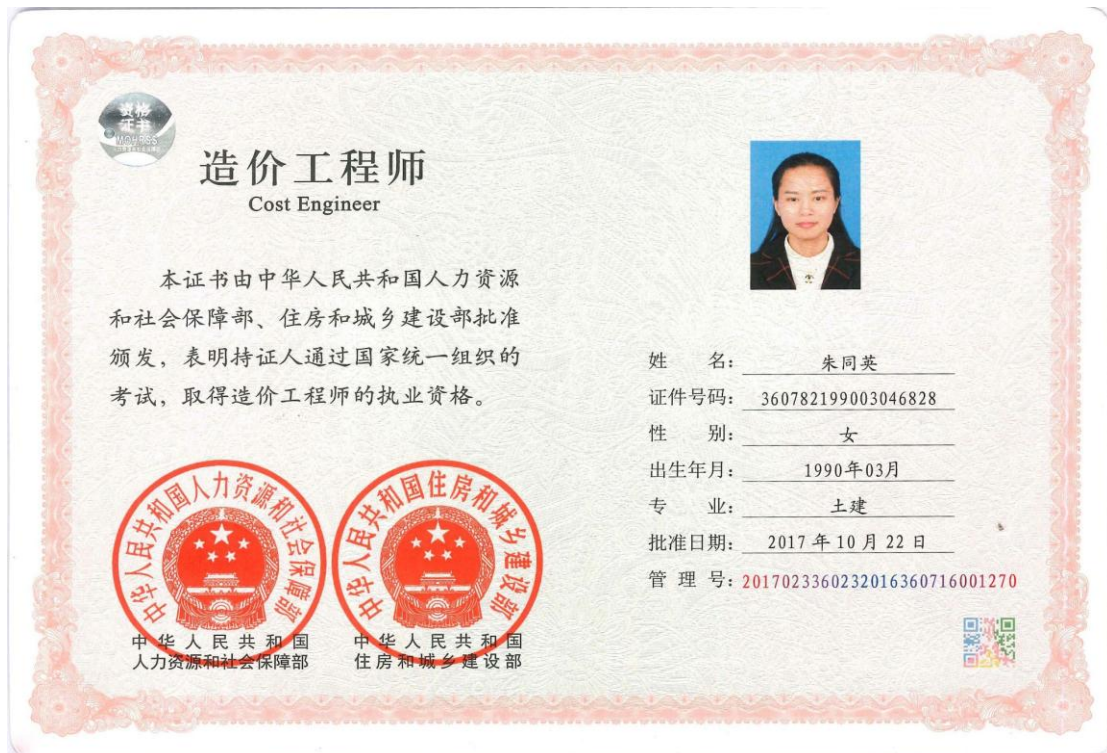 资格
证书
MOHRSS
造价工程师
Cost Engineer
本证书由中华人民共和国人力资源
和社会保障部、住房和城乡建设部批准
颁发，表明持证人通过国家统一组织的
考试，取得造价工程师的执业资格。
中华人民共和国人力资源和社会保障部
中华人民共和国住房和城乡建设部
中华人民共和国
人力资源和社会保障部
中华人民共和国
住房和城乡建设部
姓 名：朱同英
证件号码：360782199003046828
性 别：女
出生年月：1990年03月
专 业：土建
批准日期：2017 年 10 月 22 日
管 理 号：2017023360232016360716001270